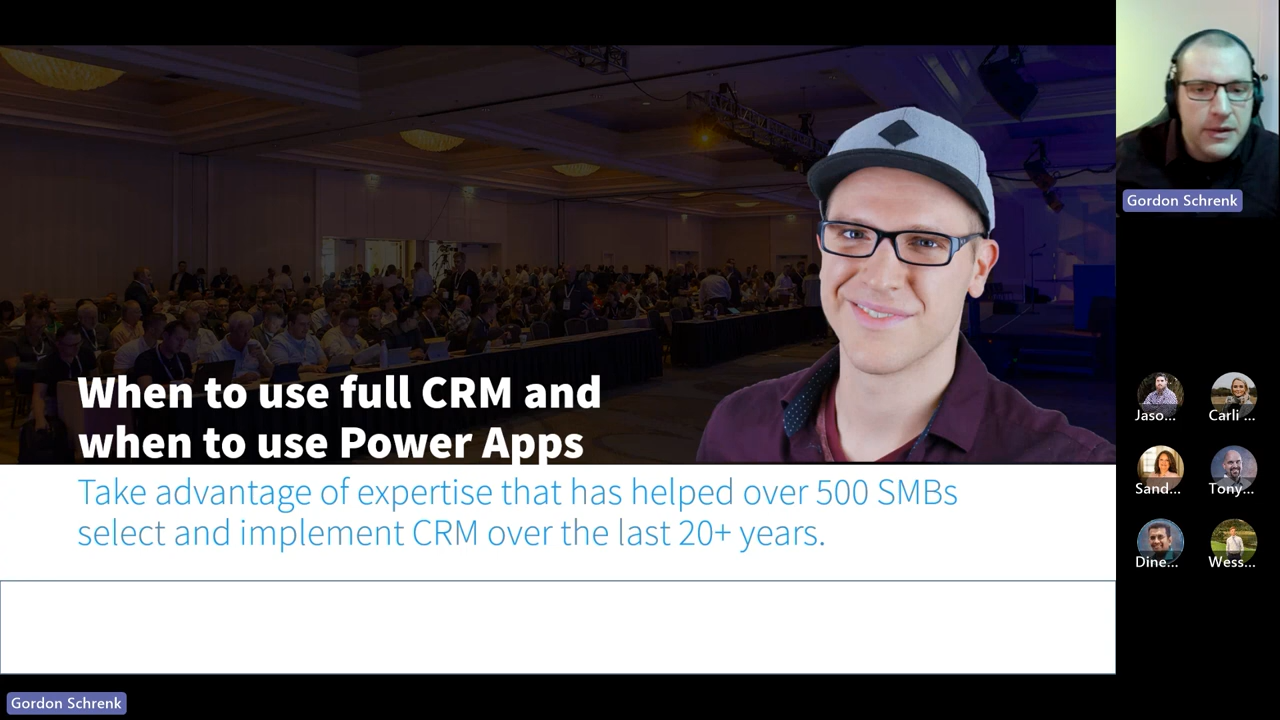 When to use full CRM and
when to use Power Apps
Take advantage of expertise that has helped over 500 SMBs
select and implement CRM over the last 20+ years.
Gordon Schrenk
Gordon Schrenk
Jaso...
Carli ...
Sand...
Tony...
Dine...
Wess...